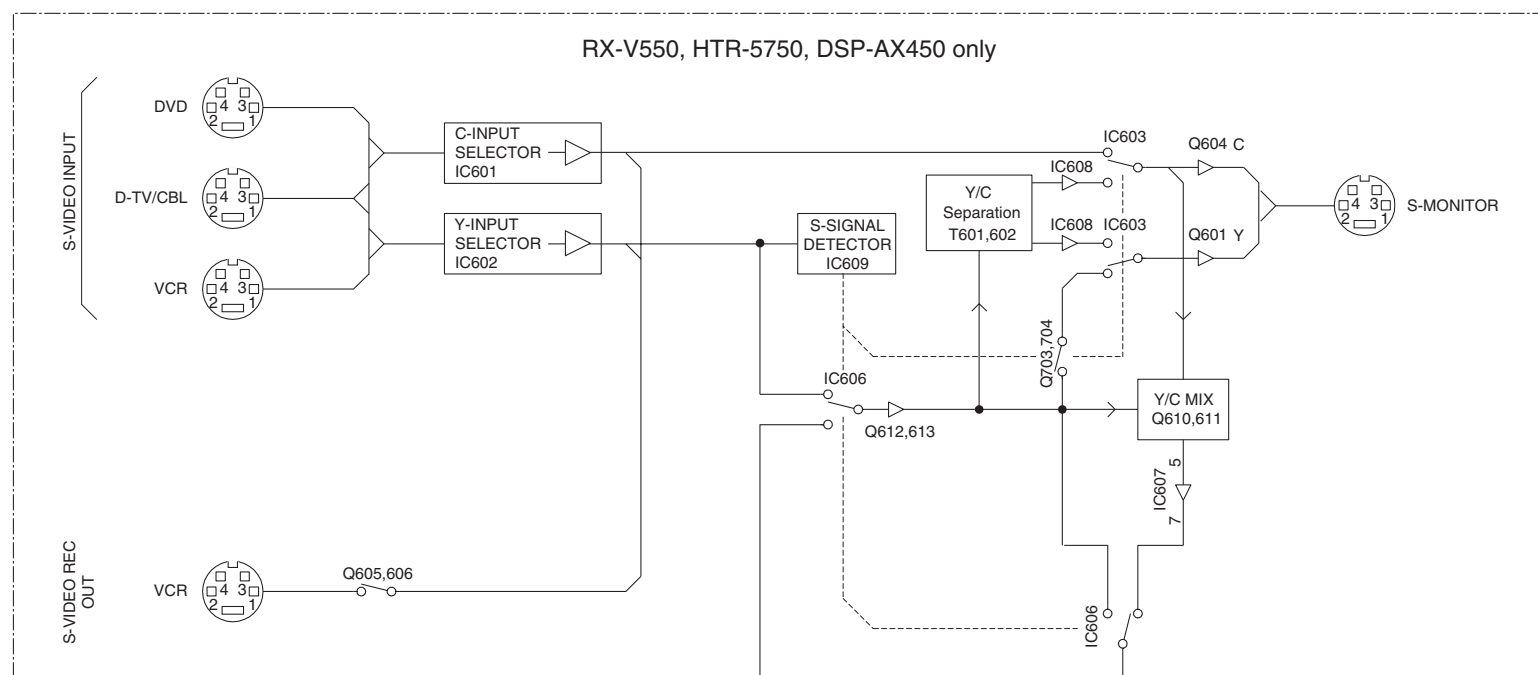 RX-V550, HTR-5750, DSP-AX450 only
S-VIDEO INPUT
DVD
4 3
2 1
D-TV/CBL
4 3
2 1
VCR
4 3
2 1
C-INPUT
SELECTOR
IC601
Y-INPUT
SELECTOR
IC602
S-SIGNAL
DETECTOR
IC609
Y/C
Separation
T601,602
IC608
IC608
IC603
IC603
Q604 C
Q601 Y
4 3
2 1
S-MONITOR
Q703,704
IC606
Q612,613
Y/C MIX
Q610,611
5
IC607
7
IC606
S-VIDEO REC
OUT
VCR
4 3
2 1
Q605,606